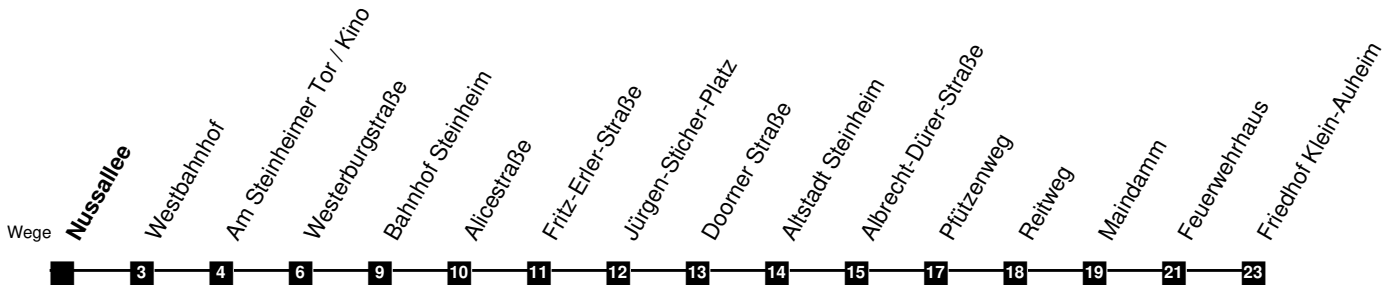 Wege
Nussallee
Westbahnhof
Am Steinheimer Tor / Kino
Westerburgstraße
Bahnhof Steinheim
Alicestraße
Fritz-Erler-Straße
Jürgen-Sticher-Platz
Doorner Straße
Altstadt Steinheim
Albrecht-Dürer-Straße
Pfützenweg
Reitweg
Maindamm
Feuerwehrhaus
Friedhof Klein-Auheim
3 4 6 9 10 11 12 13 14 15 17 18 19 21 23